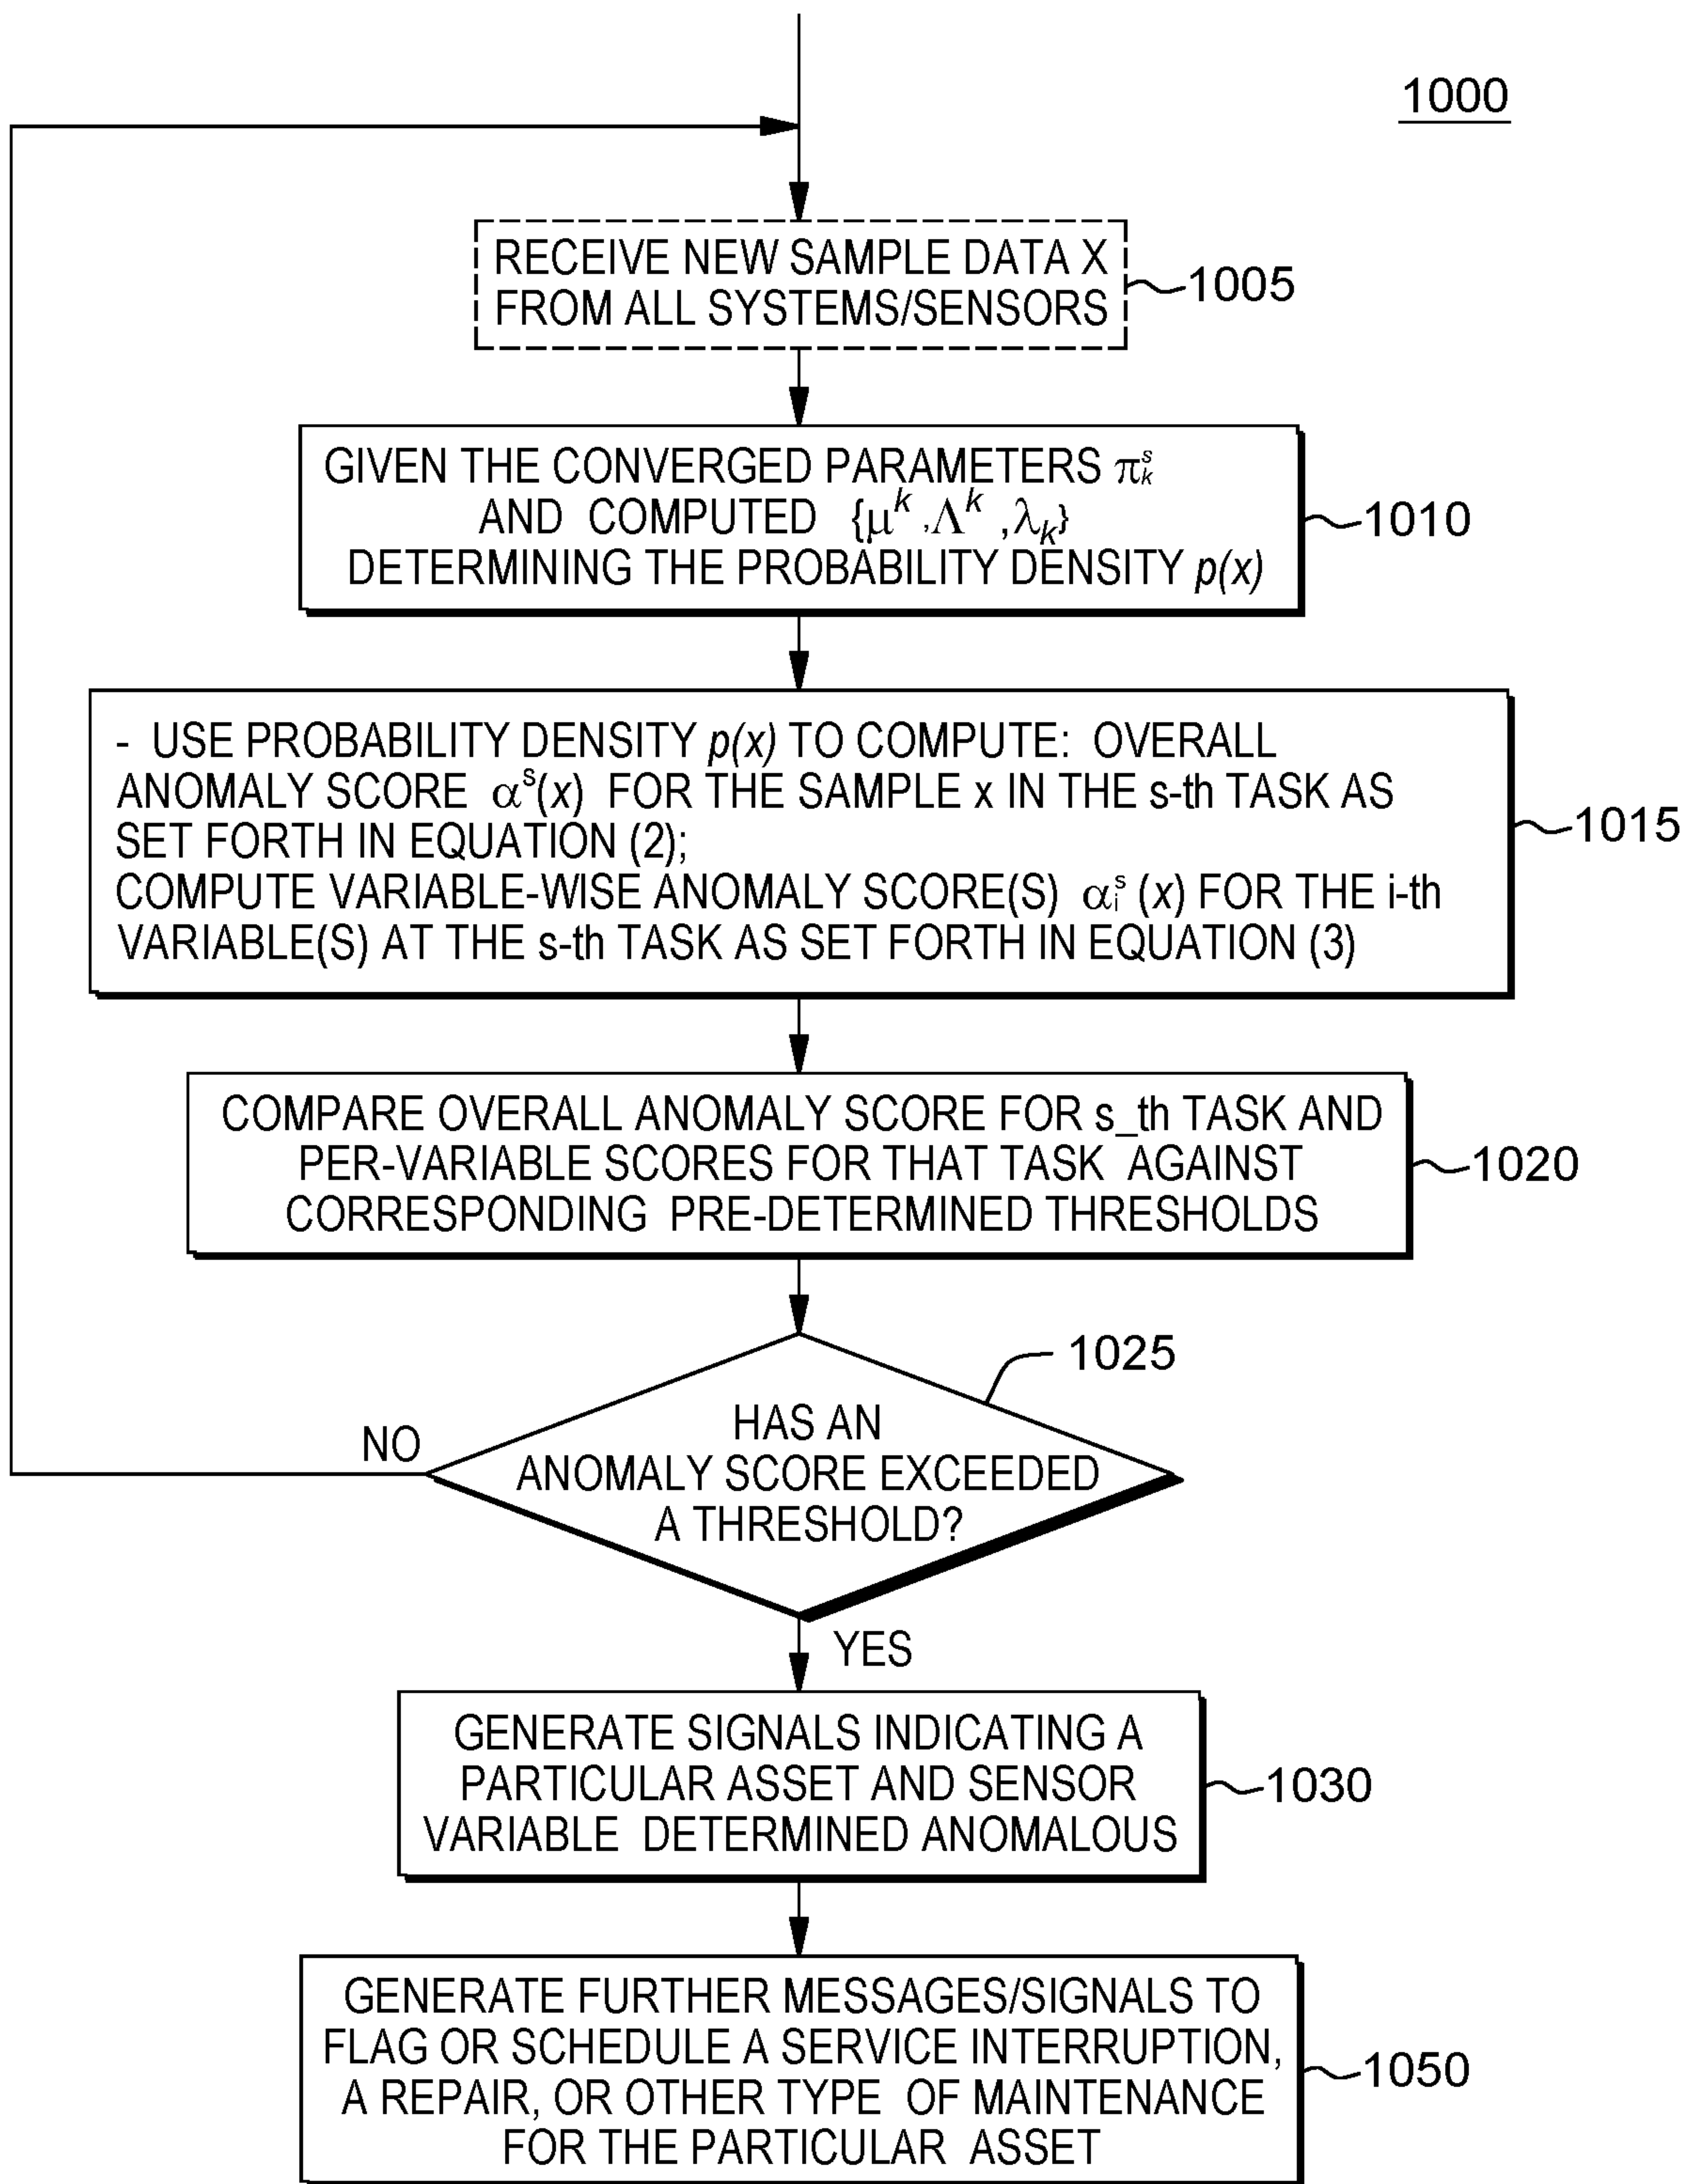 1000
RECEIVE NEW SAMPLE DATA X
FROM ALL SYSTEMS/SENSORS
1005
GIVEN THE CONVERGED PARAMETERS π_k^s
AND COMPUTED {μ^k, Λ^k, λ_k}
DETERMINING THE PROBABILITY DENSITY p(x)
1010
- USE PROBABILITY DENSITY p(x) TO COMPUTE: OVERALL
ANOMALY SCORE α^s(x) FOR THE SAMPLE x IN THE s-th TASK AS
SET FORTH IN EQUATION (2);
COMPUTE VARIABLE-WISE ANOMALY SCORE(S) α_i^s (x) FOR THE i-th
VARIABLE(S) AT THE s-th TASK AS SET FORTH IN EQUATION (3)
1015
COMPARE OVERALL ANOMALY SCORE FOR s_th TASK AND
PER-VARIABLE SCORES FOR THAT TASK AGAINST
CORRESPONDING PRE-DETERMINED THRESHOLDS
1020
1025
HAS AN
ANOMALY SCORE EXCEEDED
A THRESHOLD?
NO
YES
GENERATE SIGNALS INDICATING A
PARTICULAR ASSET AND SENSOR
VARIABLE DETERMINED ANOMALOUS
1030
GENERATE FURTHER MESSAGES/SIGNALS TO
FLAG OR SCHEDULE A SERVICE INTERRUPTION,
A REPAIR, OR OTHER TYPE OF MAINTENANCE
FOR THE PARTICULAR ASSET
1050